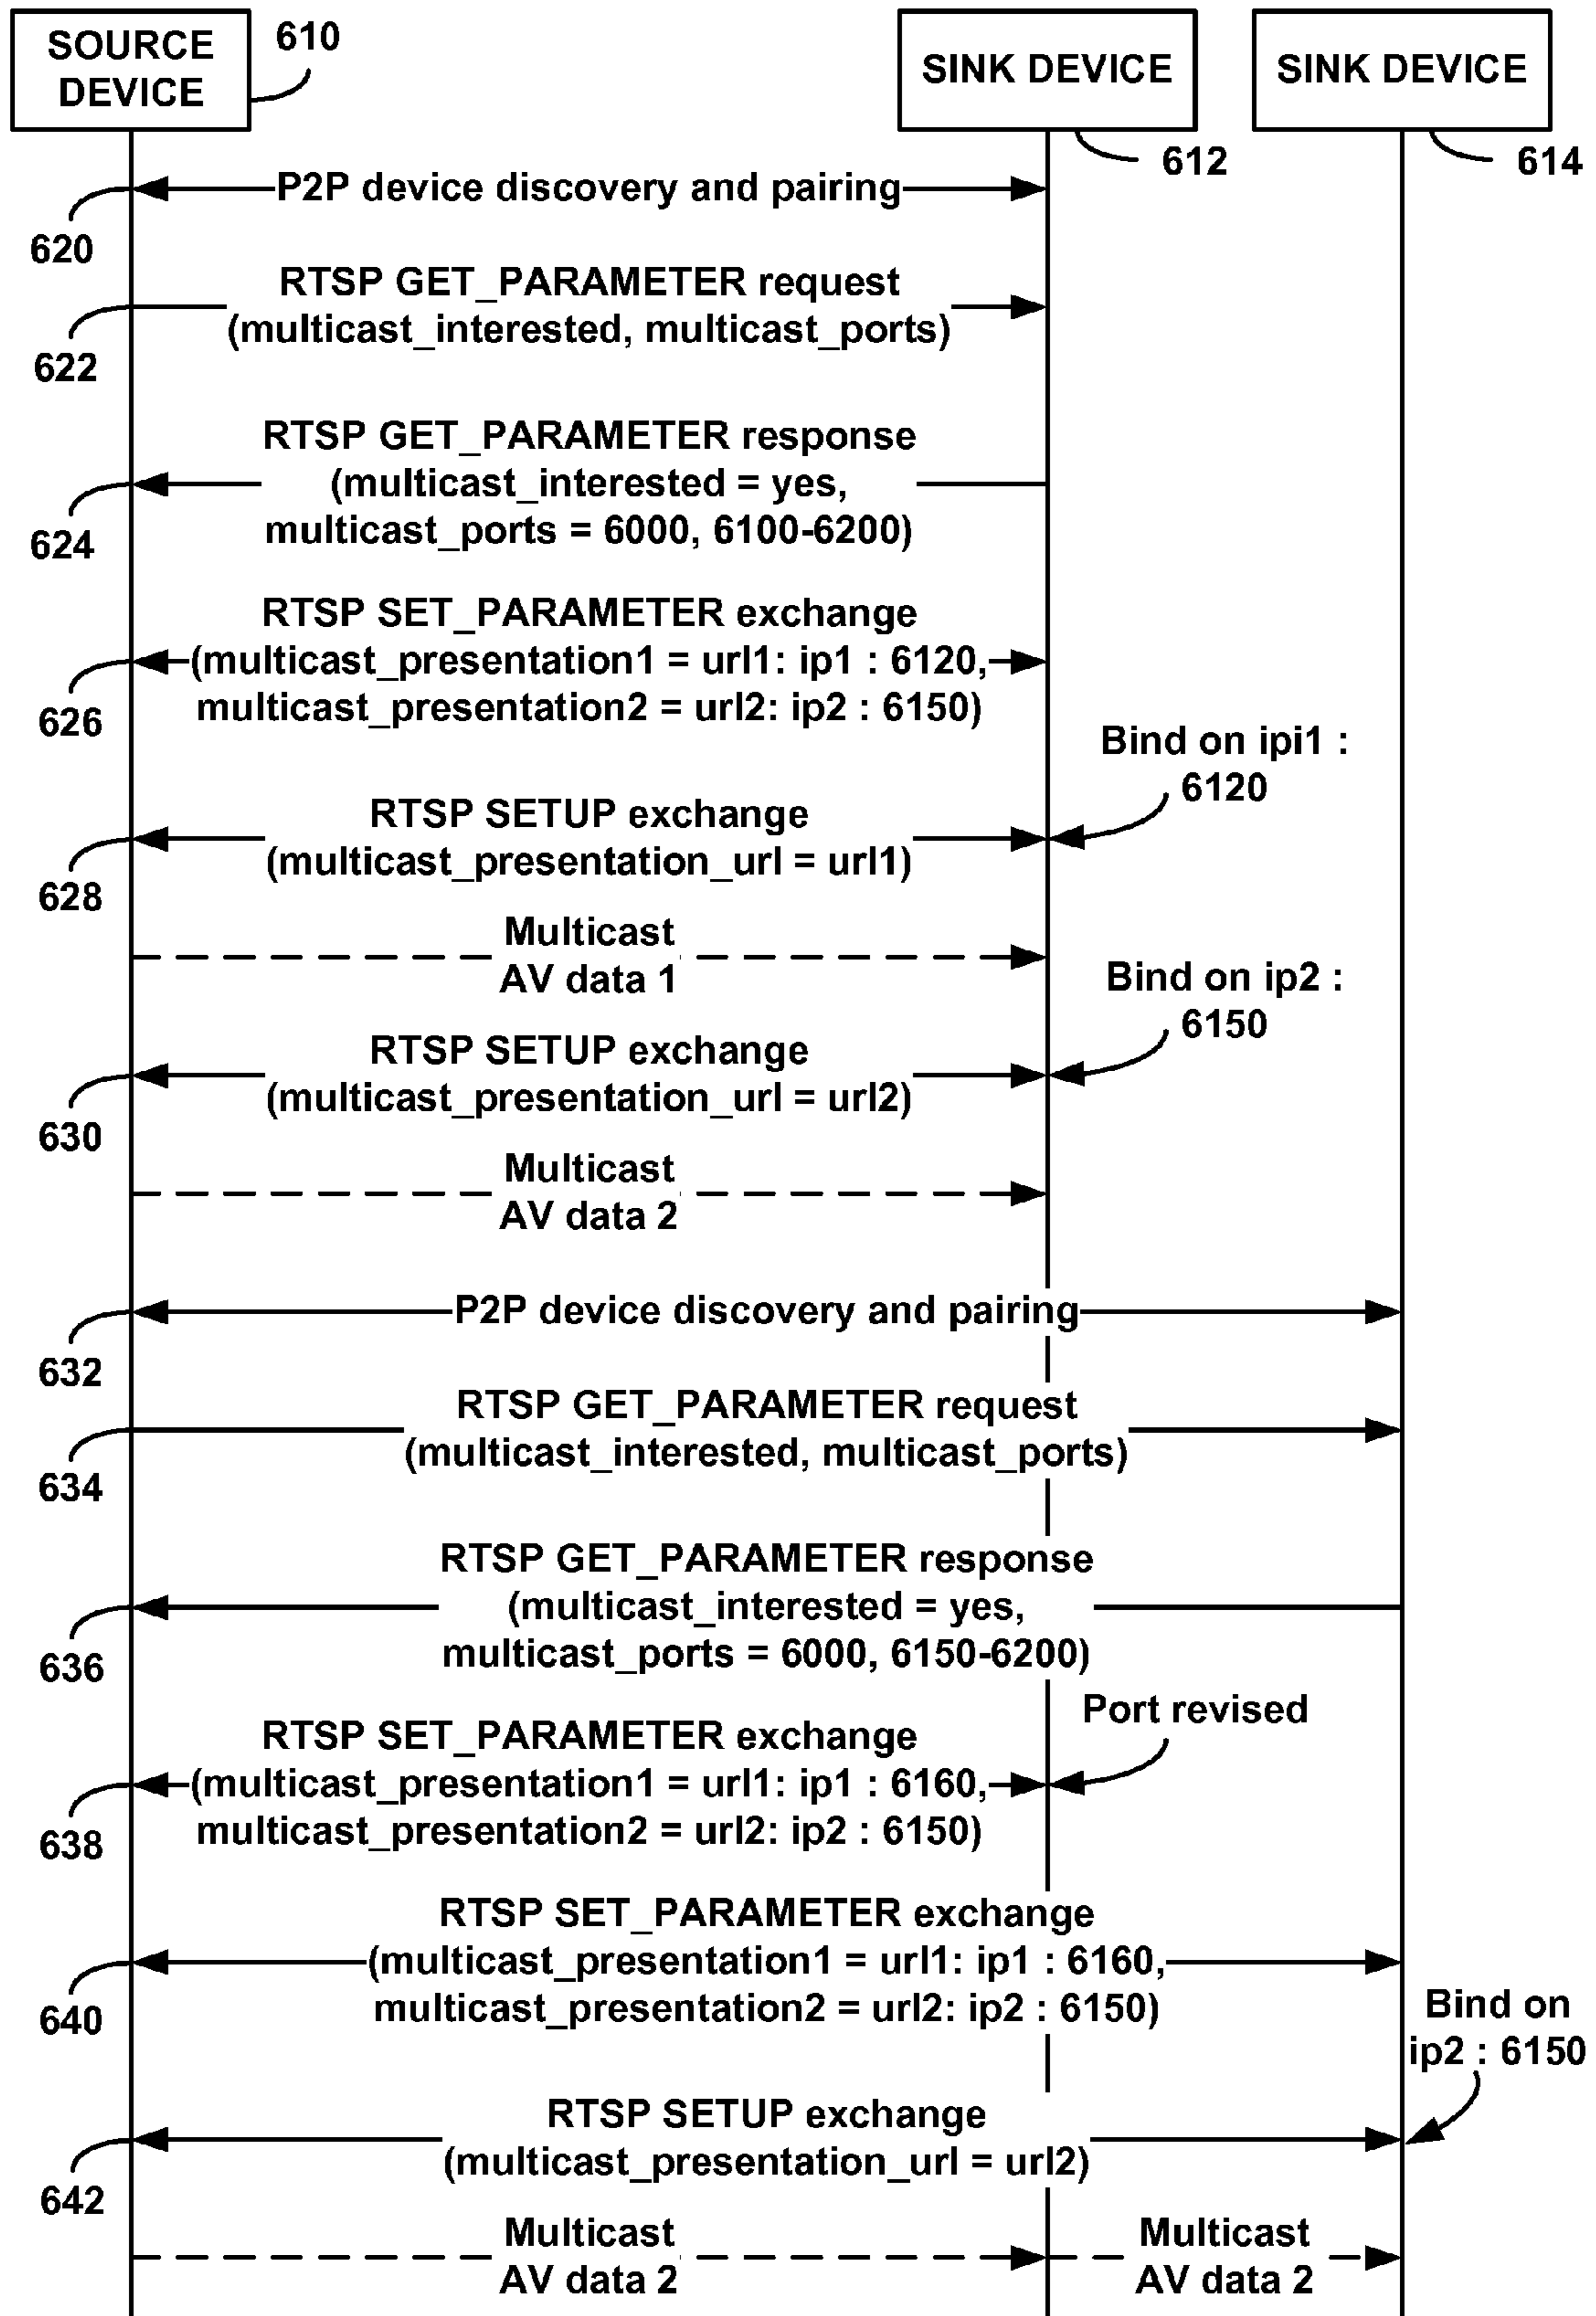 SOURCE
DEVICE
610
SINK DEVICE
612
SINK DEVICE
614
P2P device discovery and pairing
620
RTSP GET_PARAMETER request
(multicast_interested, multicast_ports)
622
RTSP GET_PARAMETER response
(multicast_interested = yes,
multicast_ports = 6000, 6100-6200)
624
RTSP SET_PARAMETER exchange
(multicast_presentation1 = url1: ip1 : 6120,
multicast_presentation2 = url2: ip2 : 6150)
626
Bind on ipi1 :
6120
RTSP SETUP exchange
(multicast_presentation_url = url1)
628
Multicast
AV data 1
Bind on ip2 :
6150
RTSP SETUP exchange
(multicast_presentation_url = url2)
630
Multicast
AV data 2
P2P device discovery and pairing
632
RTSP GET_PARAMETER request
(multicast_interested, multicast_ports)
634
RTSP GET_PARAMETER response
(multicast_interested = yes,
multicast_ports = 6000, 6150-6200)
636
Port revised
RTSP SET_PARAMETER exchange
(multicast_presentation1 = url1: ip1 : 6160,
multicast_presentation2 = url2: ip2 : 6150)
638
RTSP SET_PARAMETER exchange
(multicast_presentation1 = url1: ip1 : 6160,
multicast_presentation2 = url2: ip2 : 6150)
640
Bind on
ip2 : 6150
RTSP SETUP exchange
(multicast_presentation_url = url2)
642
Multicast
AV data 2
Multicast
AV data 2